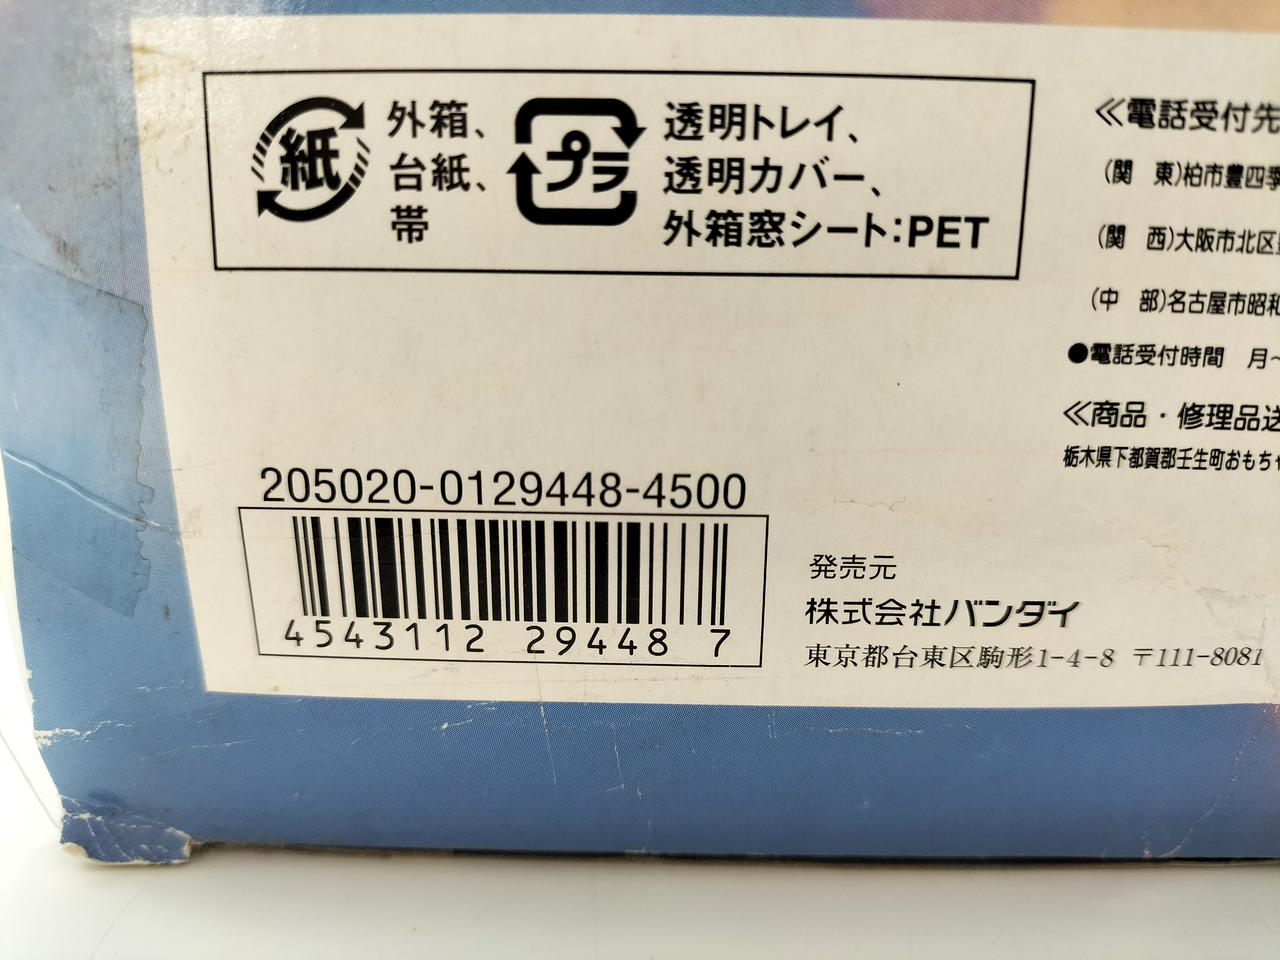 紙
外箱、
台紙、
帯
プラ
透明トレイ、
透明カバー、
外箱窓シート:PET
≪電話受付先
(関　東)柏市豊四季
(関　西)大阪市北区
(中　部)名古屋市昭和
●電話受付時間　月～
≪商品・修理品送
栃木県下都賀郡壬生町おもちゃ
205020-0129448-4500
4543112 29448 7
発売元
株式会社バンダイ
東京都台東区駒形1-4-8 〒111-8081